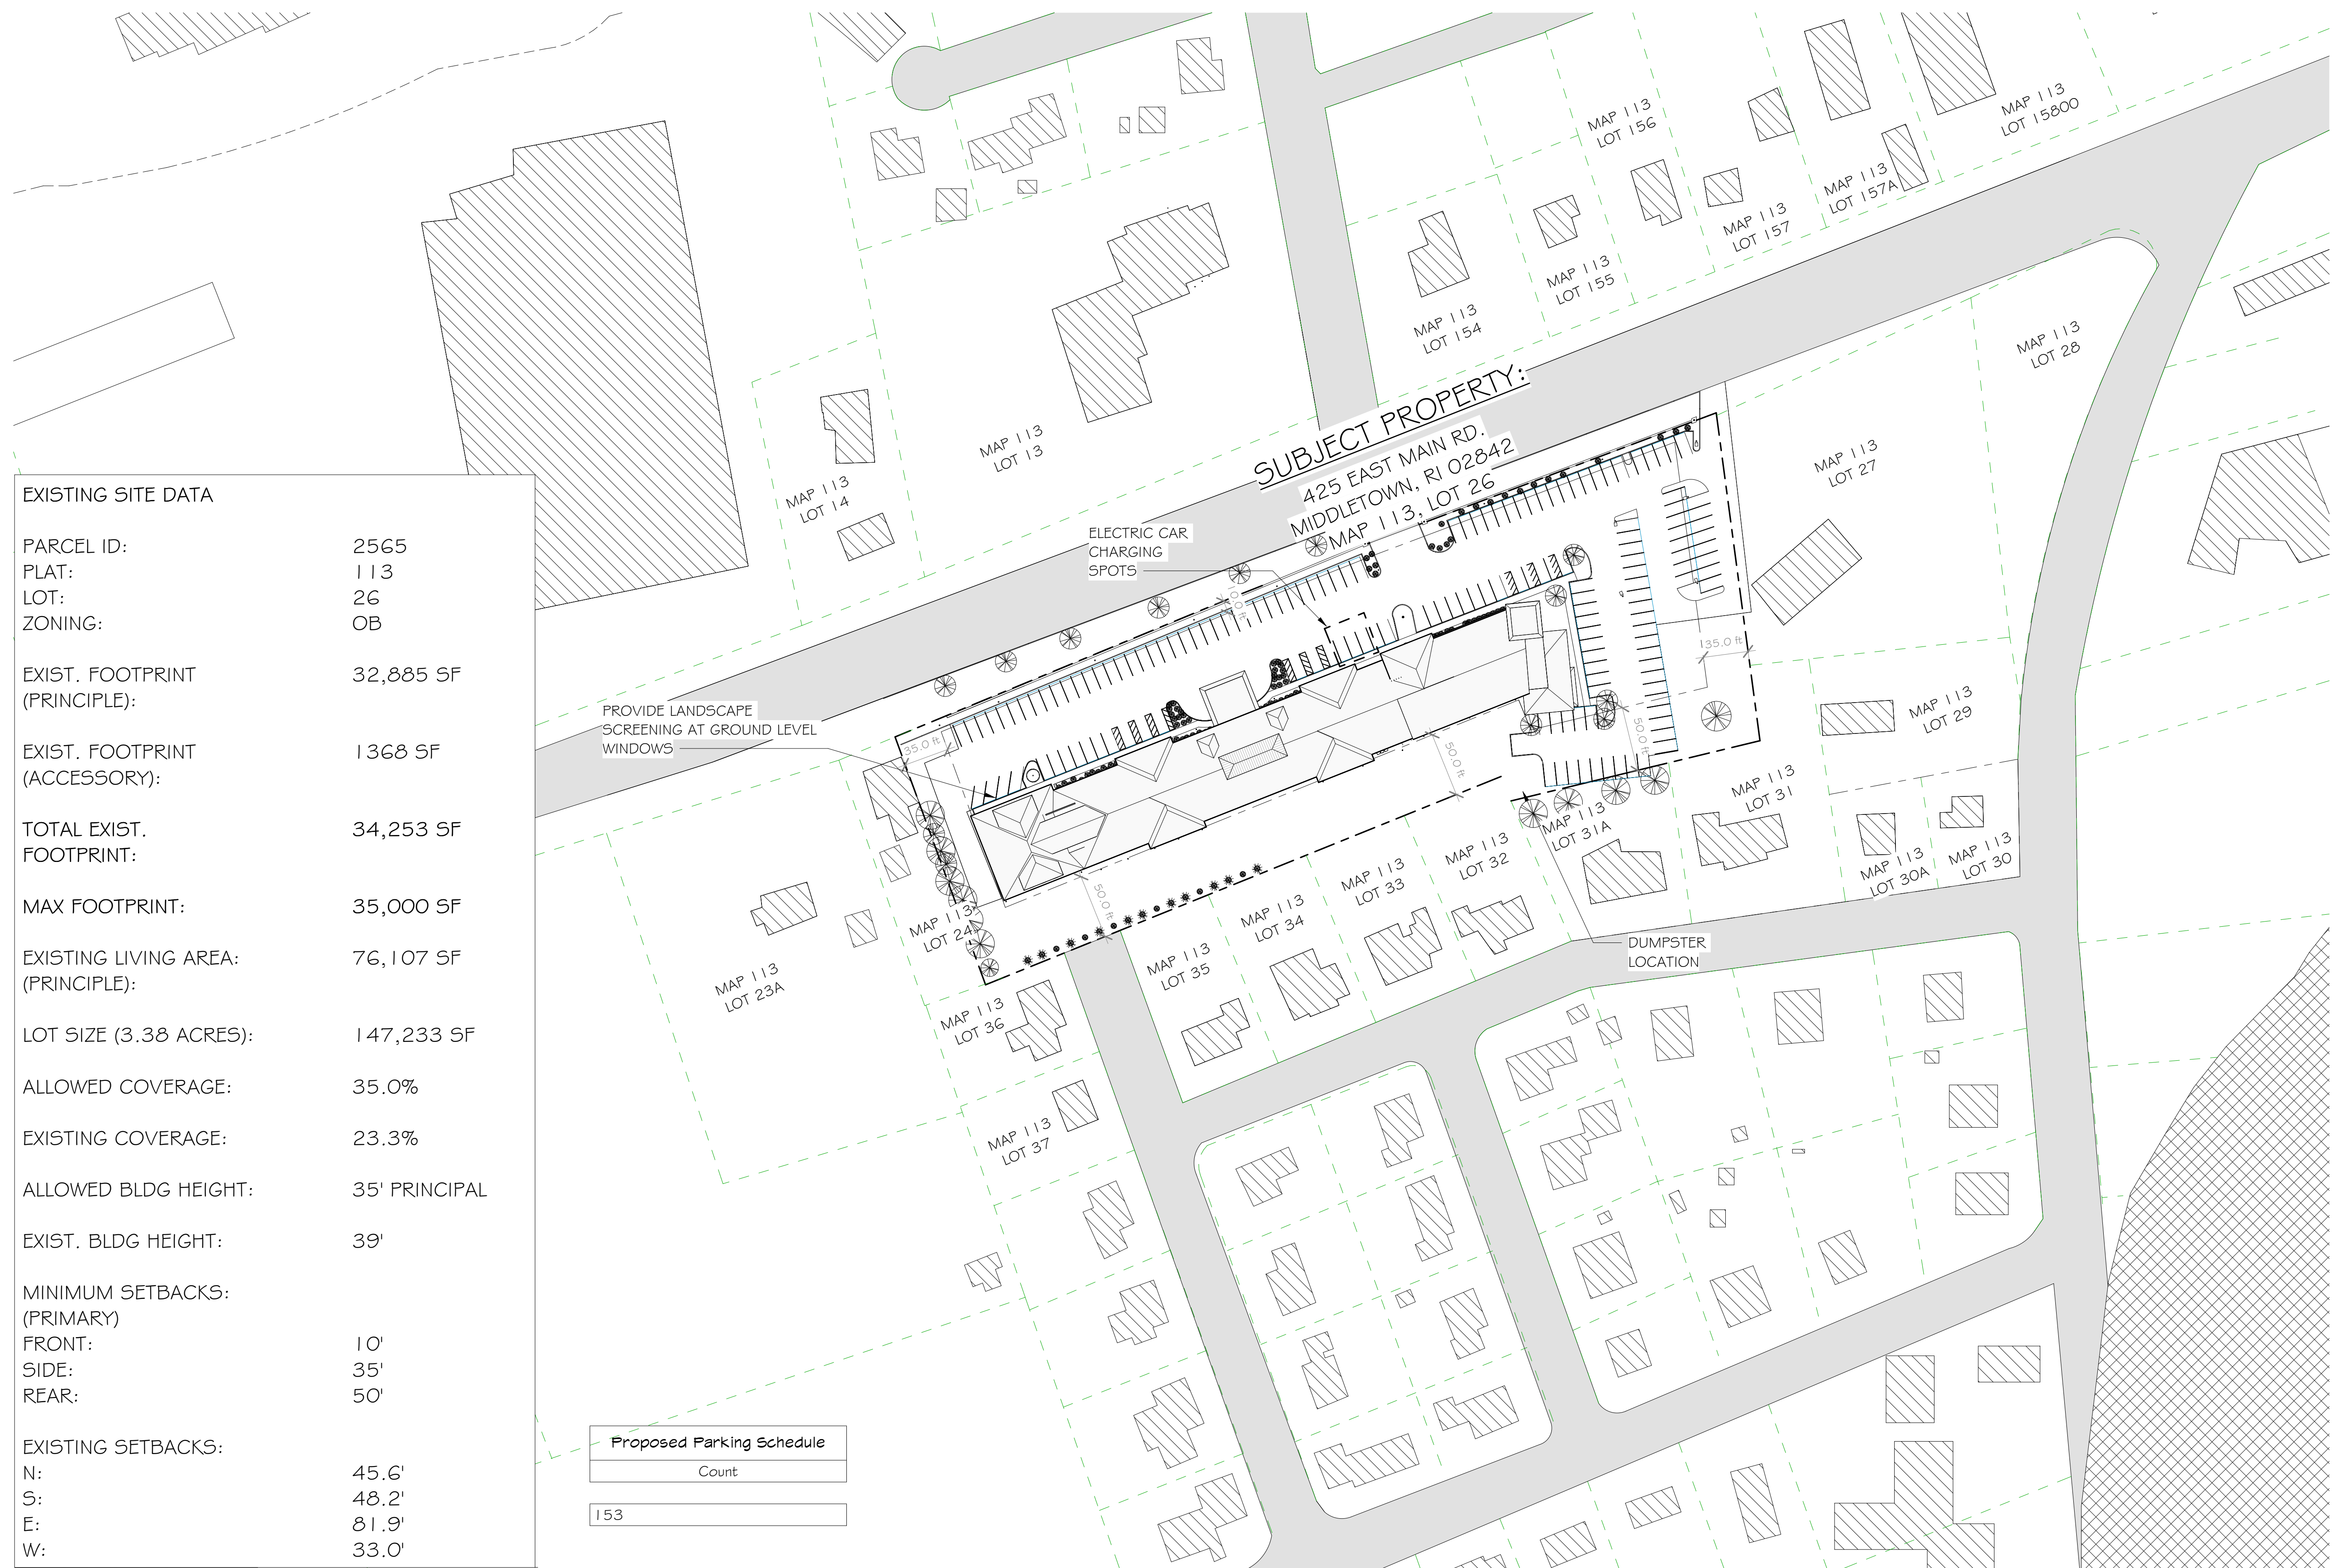 EXISTING SITE DATA
PARCEL ID: 2565
PLAT: 113
LOT: 26
ZONING: OB
EXIST. FOOTPRINT 32,885 SF
(PRINCIPLE):
EXIST. FOOTPRINT 1368 SF
(ACCESSORY):
TOTAL EXIST. 34,253 SF
FOOTPRINT:
MAX FOOTPRINT: 35,000 SF
EXISTING LIVING AREA: 76,107 SF
(PRINCIPLE):
LOT SIZE (3.38 ACRES): 147,233 SF
ALLOWED COVERAGE: 35.0%
EXISTING COVERAGE: 23.3%
ALLOWED BLDG HEIGHT: 35' PRINCIPAL
EXIST. BLDG HEIGHT: 39'
MINIMUM SETBACKS:
(PRIMARY)
FRONT: 10'
SIDE: 35'
REAR: 50'
EXISTING SETBACKS:
N: 45.6'
S: 48.2'
E: 81.9'
W: 33.0'
Proposed Parking Schedule
Count
153
SUBJECT PROPERTY:
425 EAST MAIN RD.
MIDDLETOWN, RI 02842
MAP 113, LOT 26
ELECTRIC CAR
CHARGING
SPOTS
PROVIDE LANDSCAPE
SCREENING AT GROUND LEVEL
WINDOWS
DUMPSTER
LOCATION
35.0 ft
10.0 ft
135.0 ft
50.0 ft
50.0 ft
50.0 ft
MAP 113
LOT 15800
MAP 113
LOT 156
MAP 113
LOT 157A
MAP 113
LOT 157
MAP 113
LOT 155
MAP 113
LOT 154
MAP 113
LOT 28
MAP 113
LOT 13
MAP 113
LOT 14
MAP 113
LOT 27
MAP 113
LOT 29
MAP 113
LOT 31
MAP 113
LOT 31A
MAP 113
LOT 30A
MAP 113
LOT 30
MAP 113
LOT 32
MAP 113
LOT 33
MAP 113
LOT 34
MAP 113
LOT 35
MAP 113
LOT 24
MAP 113
LOT 23A
MAP 113
LOT 36
MAP 113
LOT 37